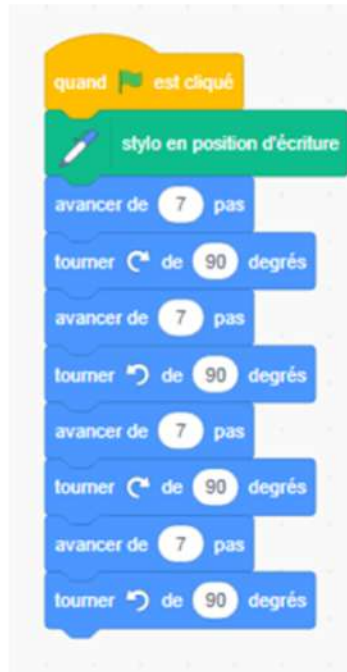 quand est cliqué
stylo en position d'écriture
avancer de 7 pas
tourner de 90 degrés
avancer de 7 pas
tourner de 90 degrés
avancer de 7 pas
tourner de 90 degrés
avancer de 7 pas
tourner de 90 degrés